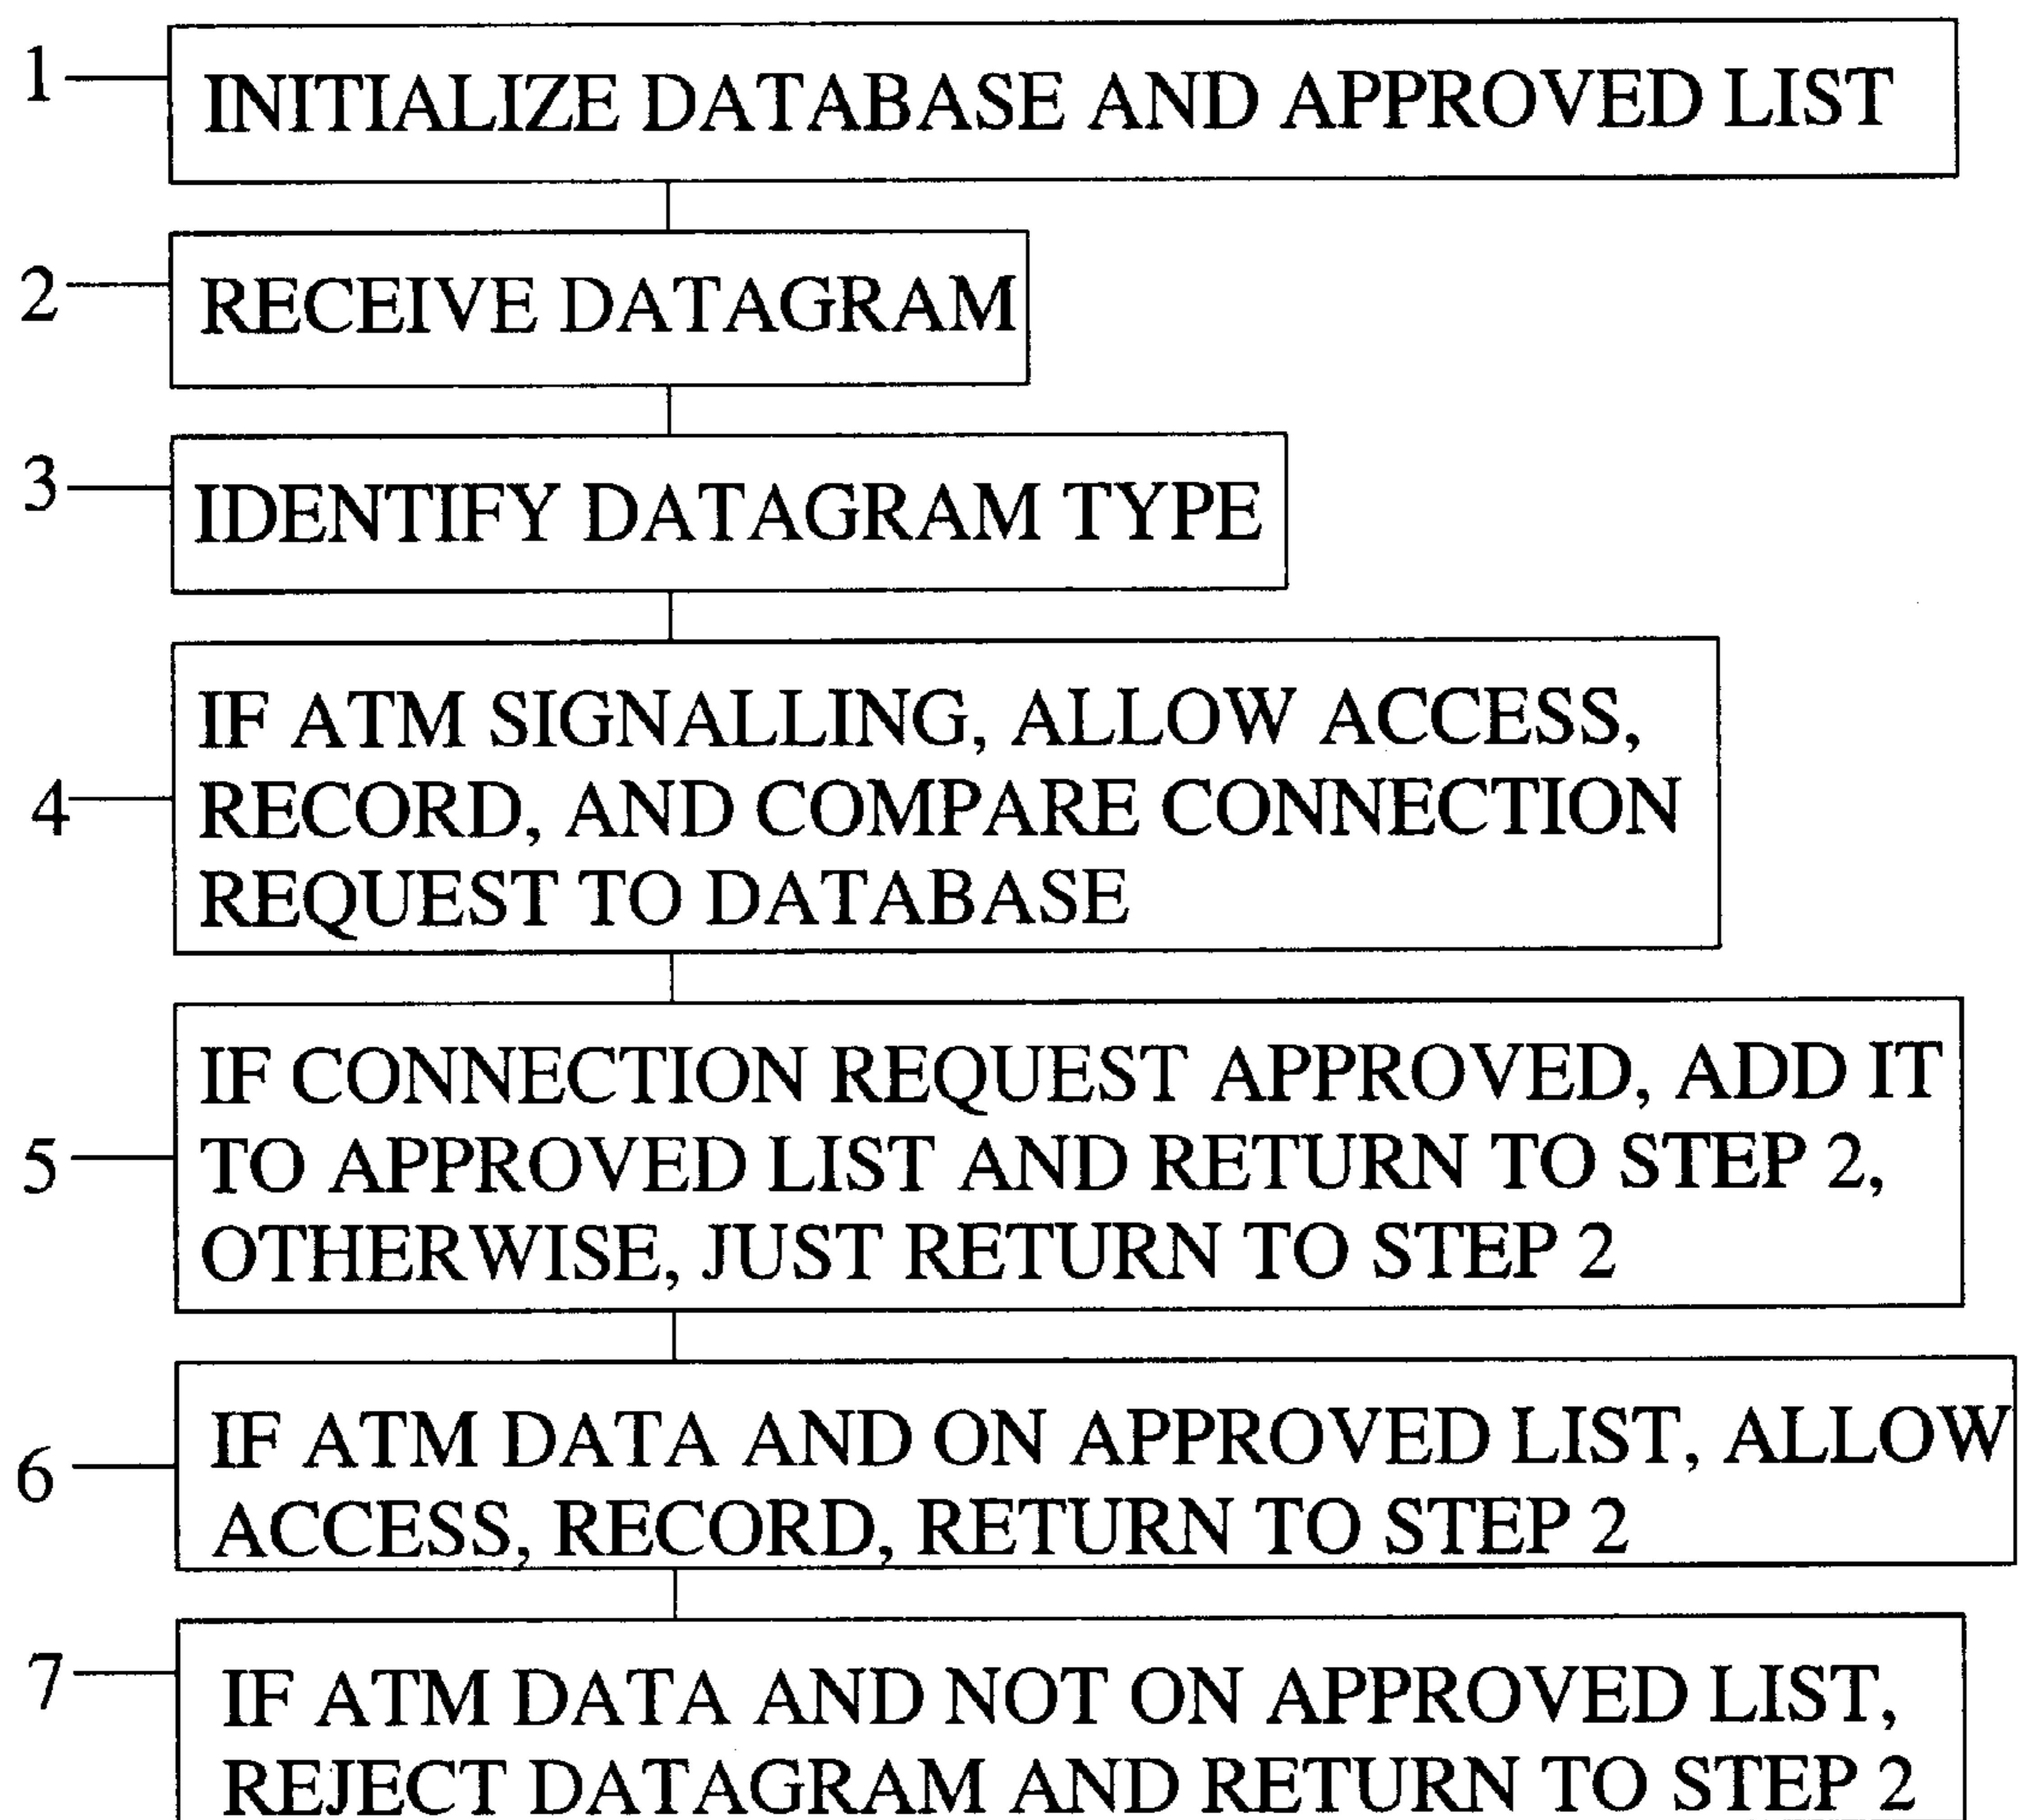 1
INITIALIZE DATABASE AND APPROVED LIST
2
RECEIVE DATAGRAM
3
IDENTIFY DATAGRAM TYPE
4
IF ATM SIGNALLING, ALLOW ACCESS,
RECORD, AND COMPARE CONNECTION
REQUEST TO DATABASE
5
IF CONNECTION REQUEST APPROVED, ADD IT
TO APPROVED LIST AND RETURN TO STEP 2,
OTHERWISE, JUST RETURN TO STEP 2
6
IF ATM DATA AND ON APPROVED LIST, ALLOW
ACCESS, RECORD, RETURN TO STEP 2
7
IF ATM DATA AND NOT ON APPROVED LIST,
REJECT DATAGRAM AND RETURN TO STEP 2